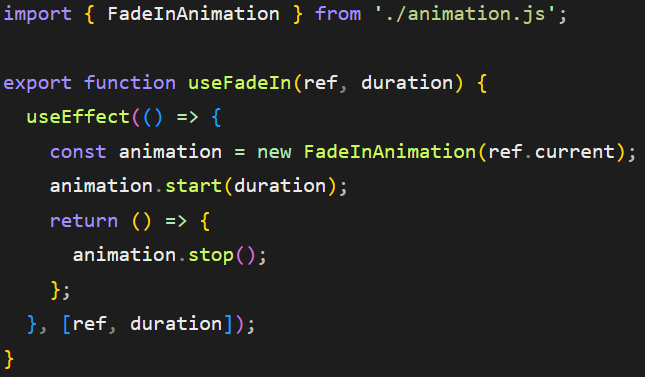 import { FadeInAnimation } from './animation.js';
export function useFadeIn(ref, duration) {
useEffect(() => {
const animation = new FadeInAnimation(ref.current);
animation.start(duration);
return () => {
animation.stop();
};
}, [ref, duration]);
}